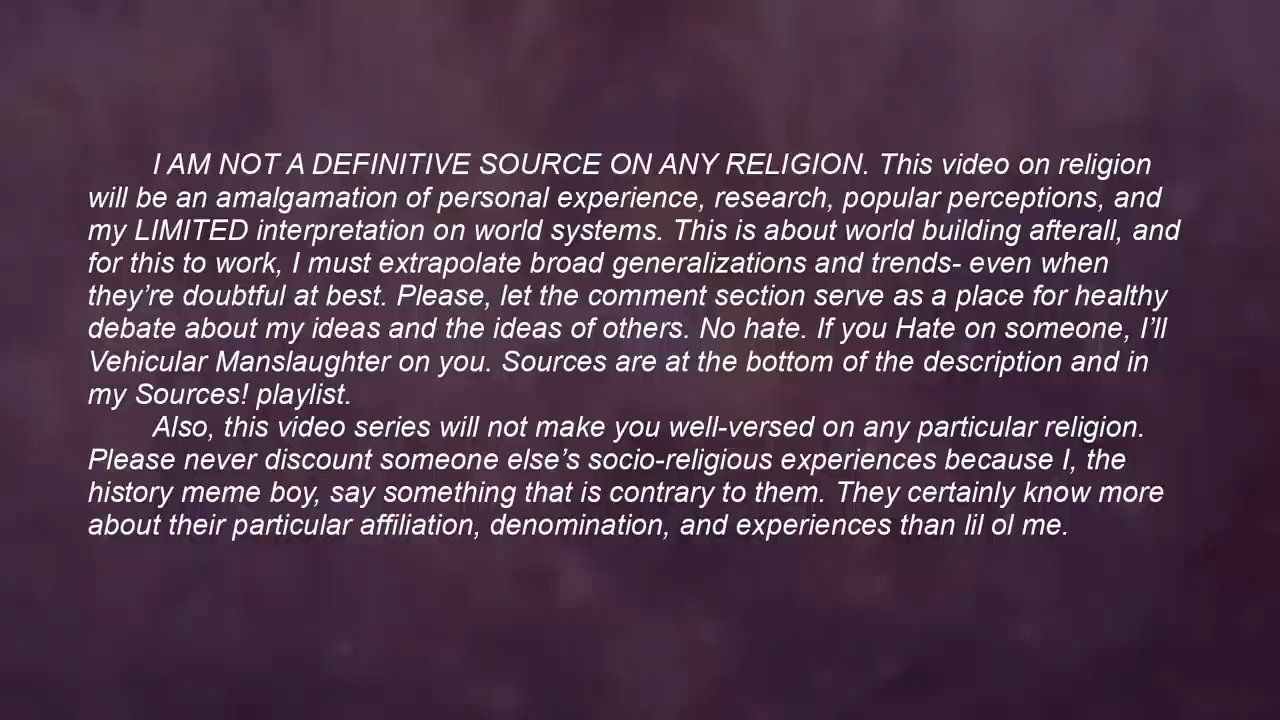 I AM NOT A DEFINITIVE SOURCE ON ANY RELIGION. This video on religion
will be an amalgamation of personal experience, research, popular perceptions, and
my LIMITED interpretation on world systems. This is about world building afterall, and
for this to work, I must extrapolate broad generalizations and trends- even when
they’re doubtful at best. Please, let the comment section serve as a place for healthy
debate about my ideas and the ideas of others. No hate. If you Hate on someone, I’ll
Vehicular Manslaughter on you. Sources are at the bottom of the description and in
my Sources! playlist.
Also, this video series will not make you well-versed on any particular religion.
Please never discount someone else’s socio-religious experiences because I, the
history meme boy, say something that is contrary to them. They certainly know more
about their particular affiliation, denomination, and experiences than lil ol me.